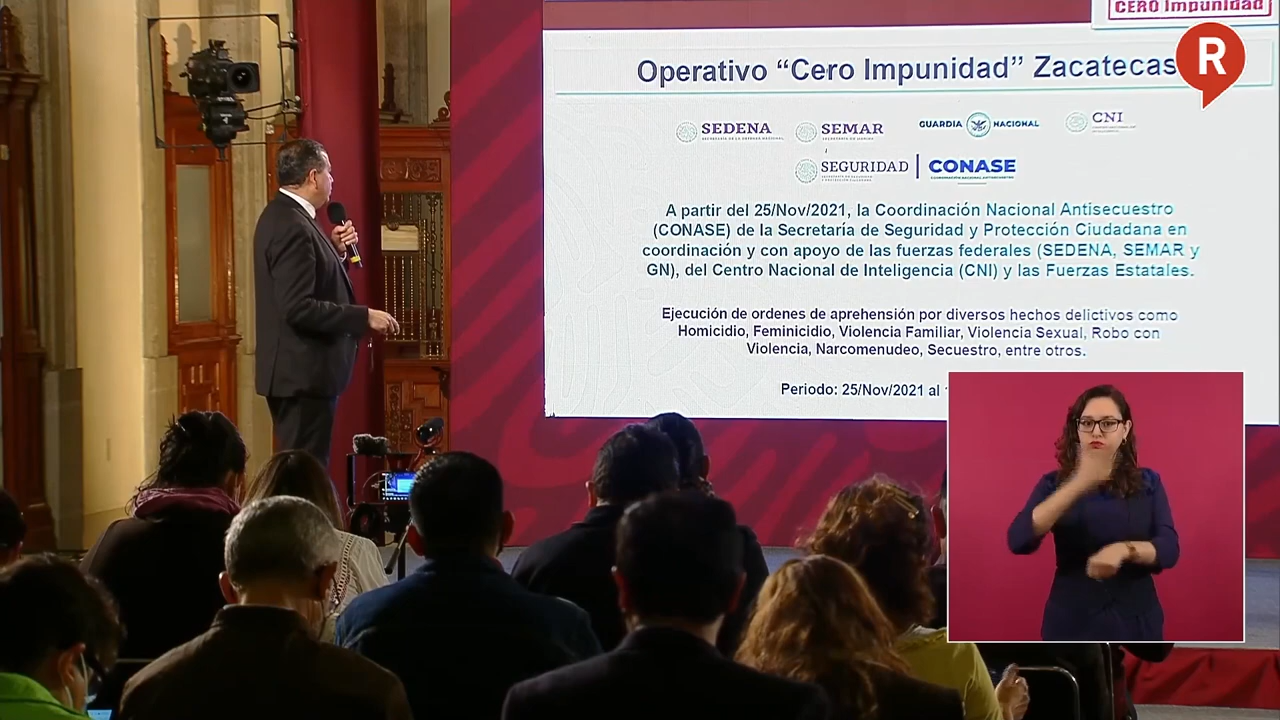 CERO Impunidad
Operativo “Cero Impunidad” Zacatecas
R
SEDENA
SEMAR
GUARDIA NACIONAL
CNI
SEGURIDAD
CONASE
A partir del 25/Nov/2021, la Coordinación Nacional Antisecuestro
(CONASE) de la Secretaría de Seguridad y Protección Ciudadana en
coordinación y con apoyo de las fuerzas federales (SEDENA, SEMAR y
GN), del Centro Nacional de Inteligencia (CNI) y las Fuerzas Estatales.
Ejecución de ordenes de aprehensión por diversos hechos delictivos como
Homicidio, Feminicidio, Violencia Familiar, Violencia Sexual, Robo con
Violencia, Narcomenudeo, Secuestro, entre otros.
Periodo: 25/Nov/2021 al